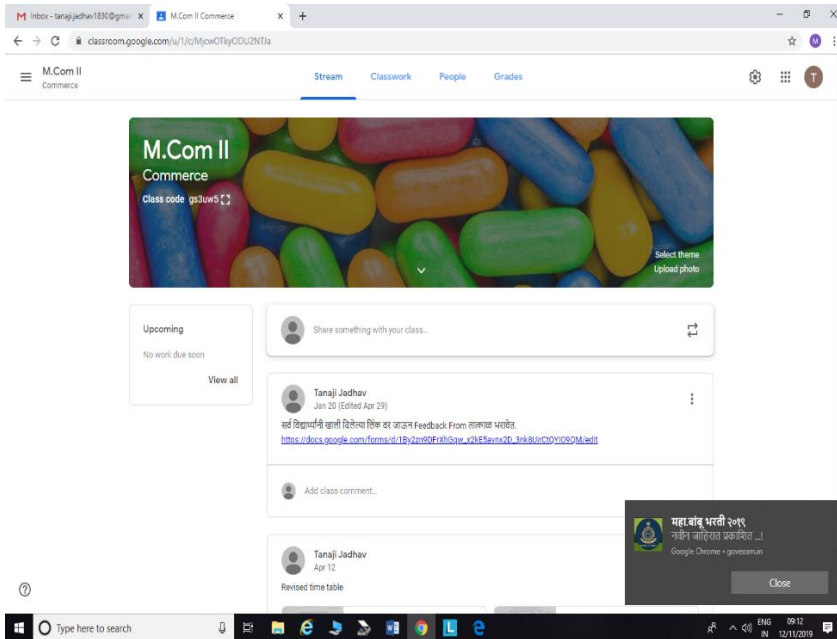 Inbox - tanaji.jadhav1830@gmai
M.Com II Commerce
classroom.google.com/u/1/c/MjcwOTkyODU2NTJa
M
M.Com II
Commerce
Stream
Classwork
People
Grades
T
M.Com II
Commerce
Class code gs3uw5
Select theme
Upload photo
Upcoming
No work due soon
View all
Share something with your class...
Tanaji Jadhav
Jan 20 (Edited Apr 29)
सर्व विद्यार्थ्यांनी खाली दिलेल्या लिंक वर जाऊन Feedback From तात्काळ भरावेत.
https://docs.google.com/forms/d/1By2zn9DFrXhGqw_x2kE5avnx2D_3nk8UirCtQYIO9QM/edit
Add class comment...
Tanaji Jadhav
Apr 12
Revised time table
महा.बांबू भरती २०१९
नवीन जाहिरात प्रकाशित ...!
Google Chrome • govexam.in
Close
Type here to search
ENG
IN
09:12
12/11/2019